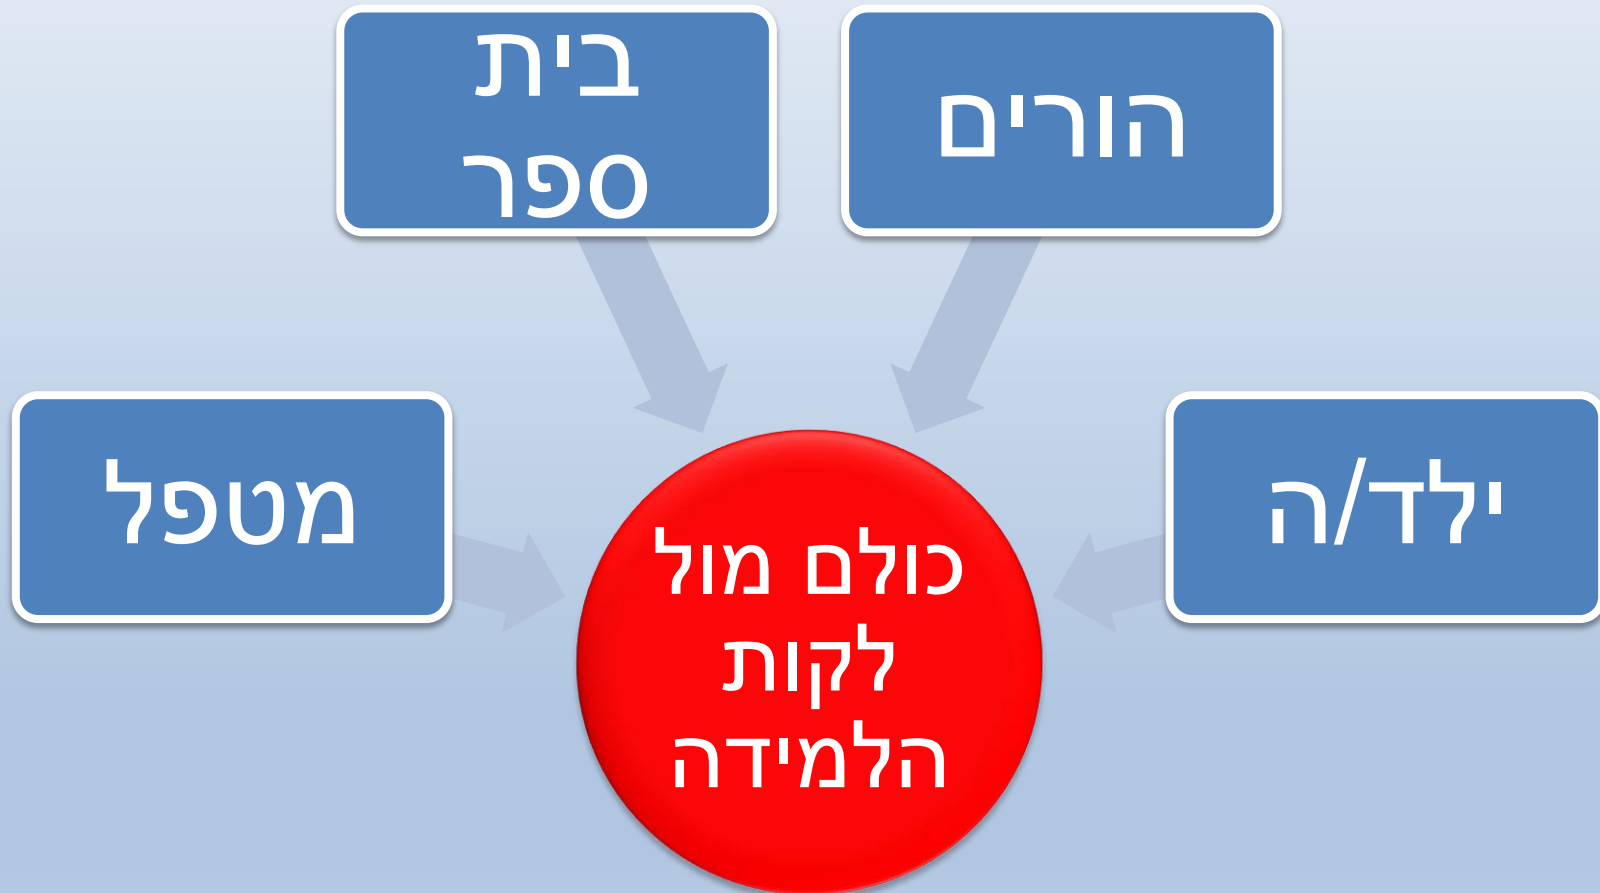 הורים
בית
ספר
ילד/ה
מטפל
כולם מול
לקות
הלמידה